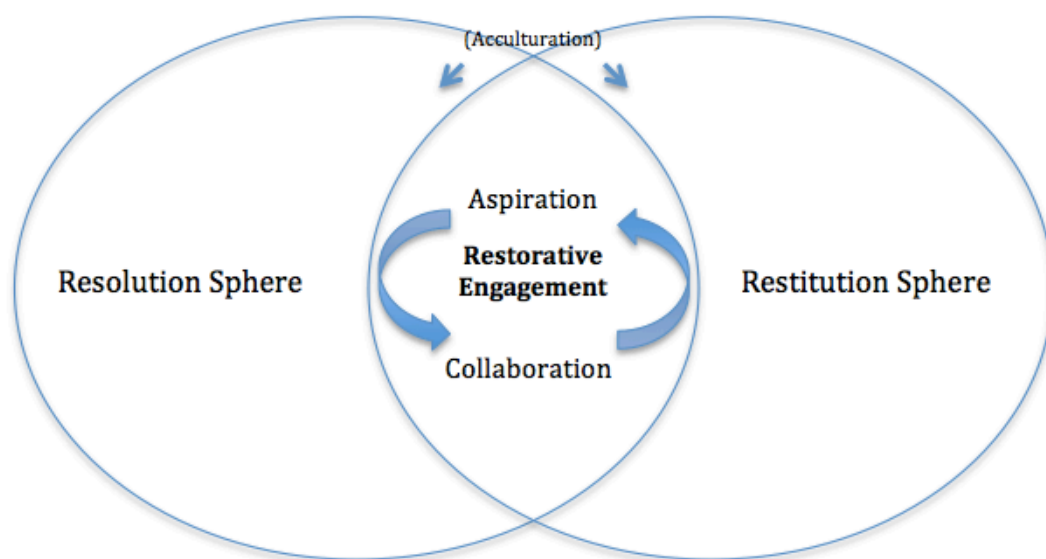 (Acculturation)
Aspiration
Resolution Sphere
Restorative
Engagement
Restitution Sphere
Collaboration